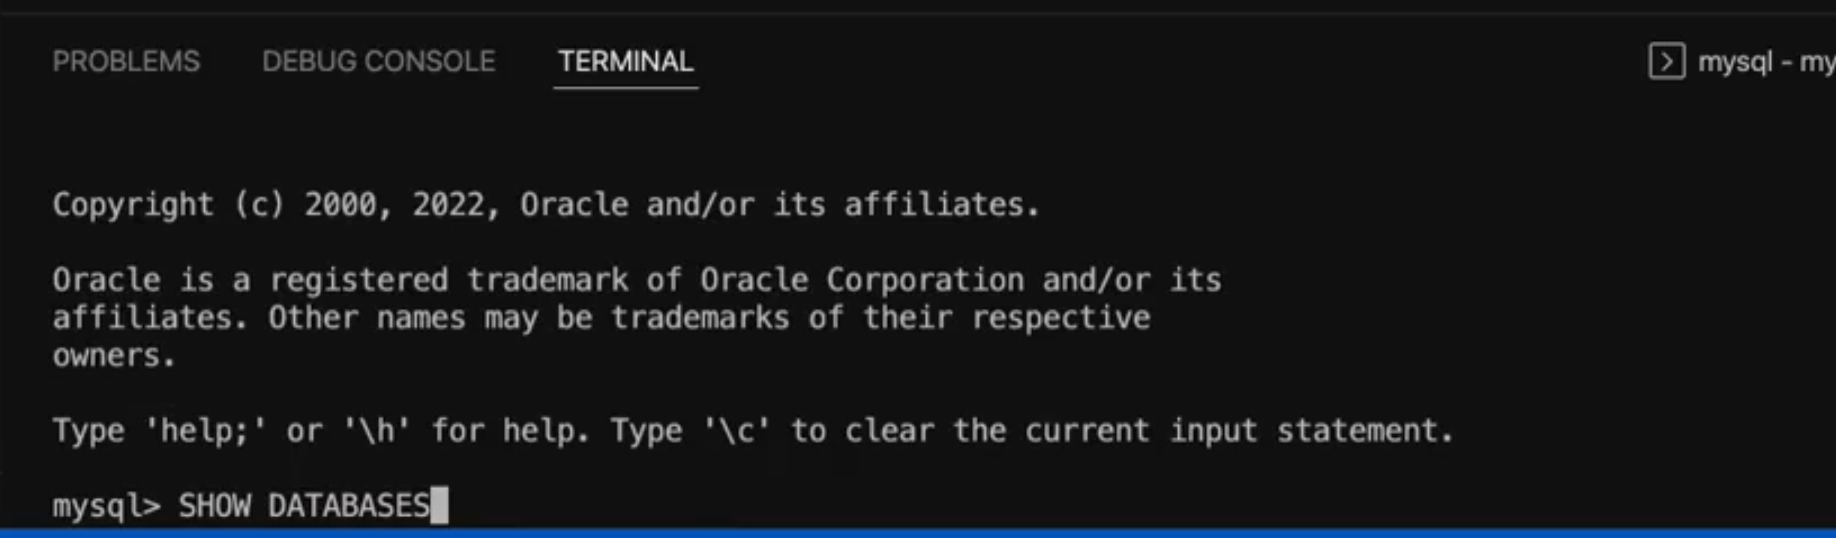 PROBLEMS DEBUG CONSOLE TERMINAL mysql - my
Copyright (c) 2000, 2022, Oracle and/or its affiliates.
Oracle is a registered trademark of Oracle Corporation and/or its
affiliates. Other names may be trademarks of their respective
owners.
Type 'help;' or '\h' for help. Type '\c' to clear the current input statement.
mysql> SHOW DATABASES